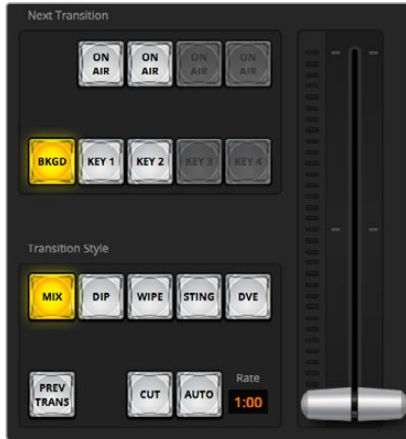 Next Transition
ON AIR ON AIR ON AIR ON AIR
BKGD KEY 1 KEY 2 KEY 3 KEY 4
Transition Style
MIX DIP WIPE STING DVE
PREV TRANS CUT AUTO Rate 1:00